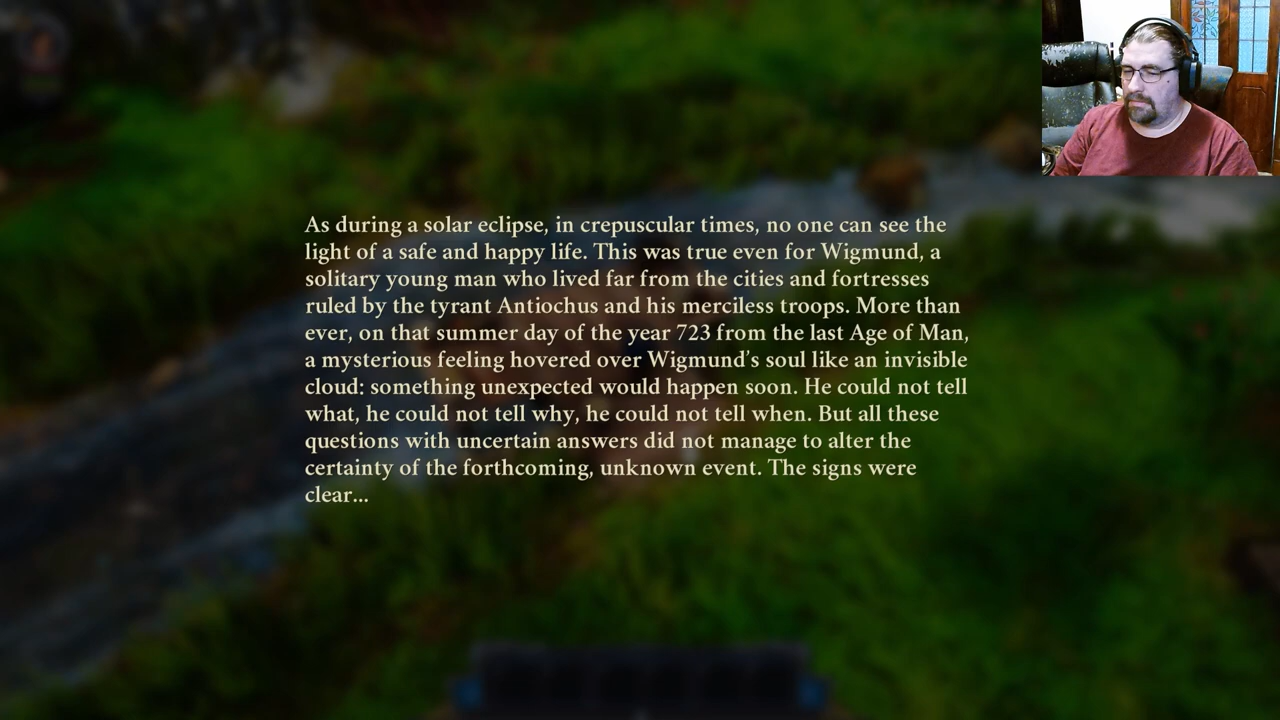 As during a solar eclipse, in crepuscular times, no one can see the
light of a safe and happy life. This was true even for Wigmund, a
solitary young man who lived far from the cities and fortresses
ruled by the tyrant Antiochus and his merciless troops. More than
ever, on that summer day of the year 723 from the last Age of Man,
a mysterious feeling hovered over Wigmund's soul like an invisible
cloud: something unexpected would happen soon. He could not tell
what, he could not tell why, he could not tell when. But all these
questions with uncertain answers did not manage to alter the
certainty of the forthcoming, unknown event. The signs were
clear...